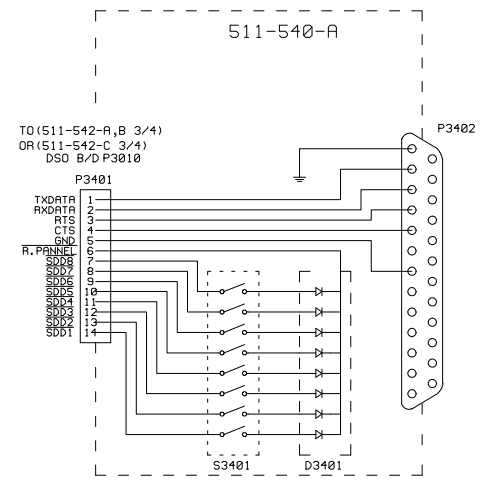 511-540-A
TO(511-542-A,B 3/4)
OR(511-542-C 3/4)
DSO B/D P3010
P3401
P3402
TXDATA 1
RXDATA 2
RTS 3
CTS 4
GND 5
R.PANNEL 6
SDD8 7
SDD7 8
SDD6 9
SDD5 10
SDD4 11
SDD3 12
SDD2 13
SDD1 14
S3401
D3401